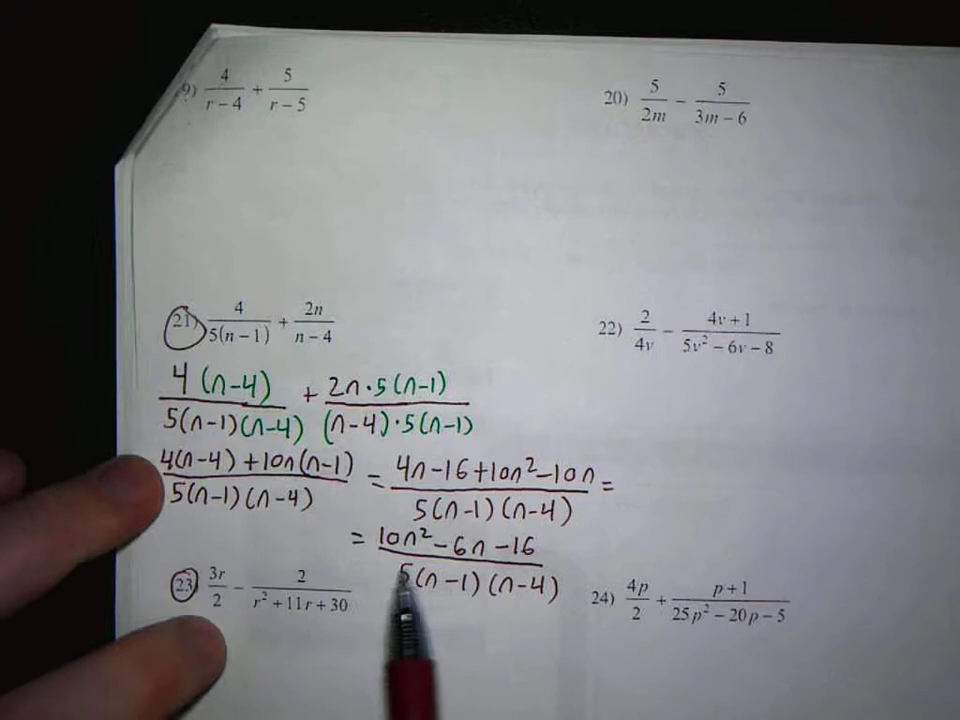 9) 4/(r − 4) + 5/(r − 5)
20) 5/(2m) − 5/(3m − 6)
21) 4/(5(n − 1)) + 2n/(n − 4)
22) 2/(4v) − (4v + 1)/(5v² − 6v − 8)
4(n-4)/(5(n-1)(n-4)) + 2n·5(n-1)/((n-4)·5(n-1))
(4(n-4)+10n(n-1))/(5(n-1)(n-4)) = (4n-16+10n²-10n)/(5(n-1)(n-4)) =
= (10n²-6n-16)/(5(n-1)(n-4))
23) 3r/2 − 2/(r² + 11r + 30)
24) 4p/2 + (p + 1)/(25p² − 20p − 5)